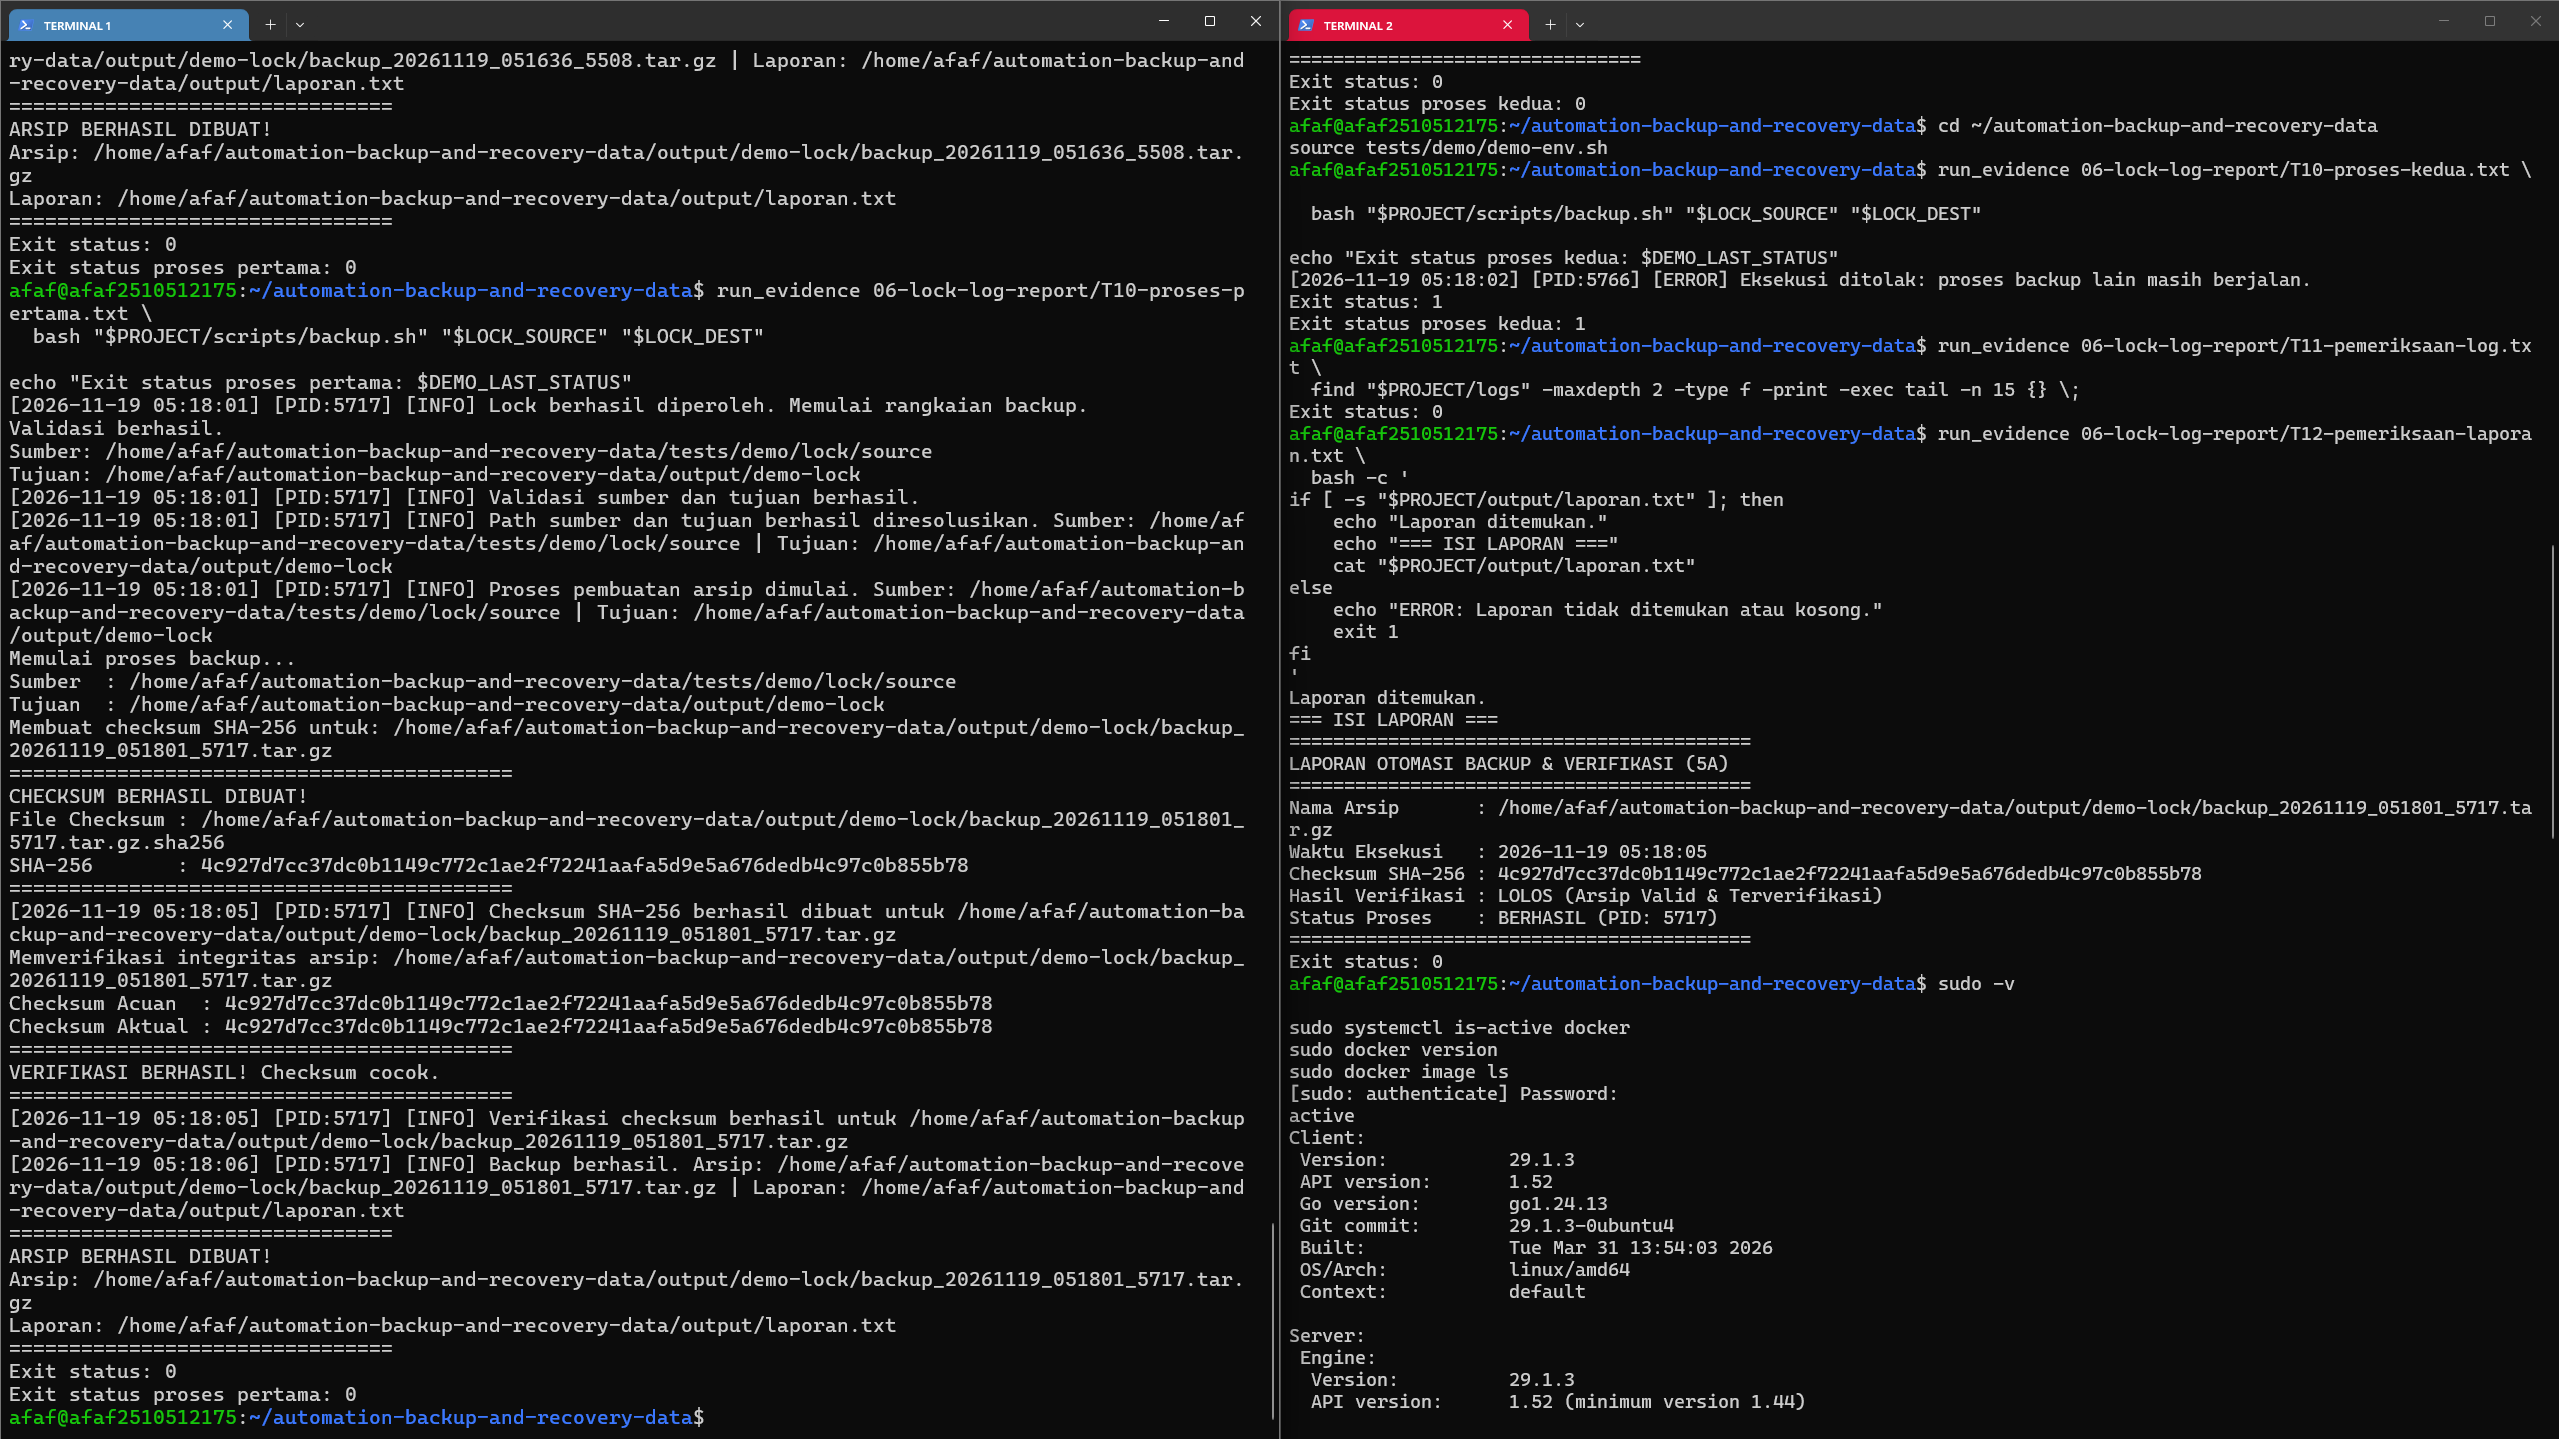 TERMINAL 1
ry-data/output/demo-lock/backup_20261119_051636_5508.tar.gz | Laporan: /home/afaf/automation-backup-and
-recovery-data/output/laporan.txt
================================
ARSIP BERHASIL DIBUAT!
Arsip: /home/afaf/automation-backup-and-recovery-data/output/demo-lock/backup_20261119_051636_5508.tar.
gz
Laporan: /home/afaf/automation-backup-and-recovery-data/output/laporan.txt
================================
Exit status: 0
Exit status proses pertama: 0
afaf@afaf2510512175:~/automation-backup-and-recovery-data$ run_evidence 06-lock-log-report/T10-proses-p
ertama.txt \
  bash "$PROJECT/scripts/backup.sh" "$LOCK_SOURCE" "$LOCK_DEST"
echo "Exit status proses pertama: $DEMO_LAST_STATUS"
[2026-11-19 05:18:01] [PID:5717] [INFO] Lock berhasil diperoleh. Memulai rangkaian backup.
Validasi berhasil.
Sumber: /home/afaf/automation-backup-and-recovery-data/tests/demo/lock/source
Tujuan: /home/afaf/automation-backup-and-recovery-data/output/demo-lock
[2026-11-19 05:18:01] [PID:5717] [INFO] Validasi sumber dan tujuan berhasil.
[2026-11-19 05:18:01] [PID:5717] [INFO] Path sumber dan tujuan berhasil diresolusikan. Sumber: /home/af
af/automation-backup-and-recovery-data/tests/demo/lock/source | Tujuan: /home/afaf/automation-backup-an
d-recovery-data/output/demo-lock
[2026-11-19 05:18:01] [PID:5717] [INFO] Proses pembuatan arsip dimulai. Sumber: /home/afaf/automation-b
ackup-and-recovery-data/tests/demo/lock/source | Tujuan: /home/afaf/automation-backup-and-recovery-data
/output/demo-lock
Memulai proses backup...
Sumber  : /home/afaf/automation-backup-and-recovery-data/tests/demo/lock/source
Tujuan  : /home/afaf/automation-backup-and-recovery-data/output/demo-lock
Membuat checksum SHA-256 untuk: /home/afaf/automation-backup-and-recovery-data/output/demo-lock/backup_
20261119_051801_5717.tar.gz
==========================================
CHECKSUM BERHASIL DIBUAT!
File Checksum : /home/afaf/automation-backup-and-recovery-data/output/demo-lock/backup_20261119_051801_
5717.tar.gz.sha256
SHA-256       : 4c927d7cc37dc0b1149c772c1ae2f72241aafa5d9e5a676dedb4c97c0b855b78
==========================================
[2026-11-19 05:18:05] [PID:5717] [INFO] Checksum SHA-256 berhasil dibuat untuk /home/afaf/automation-ba
ckup-and-recovery-data/output/demo-lock/backup_20261119_051801_5717.tar.gz
Memverifikasi integritas arsip: /home/afaf/automation-backup-and-recovery-data/output/demo-lock/backup_
20261119_051801_5717.tar.gz
Checksum Acuan  : 4c927d7cc37dc0b1149c772c1ae2f72241aafa5d9e5a676dedb4c97c0b855b78
Checksum Aktual : 4c927d7cc37dc0b1149c772c1ae2f72241aafa5d9e5a676dedb4c97c0b855b78
==========================================
VERIFIKASI BERHASIL! Checksum cocok.
==========================================
[2026-11-19 05:18:05] [PID:5717] [INFO] Verifikasi checksum berhasil untuk /home/afaf/automation-backup
-and-recovery-data/output/demo-lock/backup_20261119_051801_5717.tar.gz
[2026-11-19 05:18:06] [PID:5717] [INFO] Backup berhasil. Arsip: /home/afaf/automation-backup-and-recove
ry-data/output/demo-lock/backup_20261119_051801_5717.tar.gz | Laporan: /home/afaf/automation-backup-and
-recovery-data/output/laporan.txt
================================
ARSIP BERHASIL DIBUAT!
Arsip: /home/afaf/automation-backup-and-recovery-data/output/demo-lock/backup_20261119_051801_5717.tar.
gz
Laporan: /home/afaf/automation-backup-and-recovery-data/output/laporan.txt
================================
Exit status: 0
Exit status proses pertama: 0
afaf@afaf2510512175:~/automation-backup-and-recovery-data$
TERMINAL 2
================================
Exit status: 0
Exit status proses kedua: 0
afaf@afaf2510512175:~/automation-backup-and-recovery-data$ cd ~/automation-backup-and-recovery-data
source tests/demo/demo-env.sh
afaf@afaf2510512175:~/automation-backup-and-recovery-data$ run_evidence 06-lock-log-report/T10-proses-kedua.txt \
  bash "$PROJECT/scripts/backup.sh" "$LOCK_SOURCE" "$LOCK_DEST"
echo "Exit status proses kedua: $DEMO_LAST_STATUS"
[2026-11-19 05:18:02] [PID:5766] [ERROR] Eksekusi ditolak: proses backup lain masih berjalan.
Exit status: 1
Exit status proses kedua: 1
afaf@afaf2510512175:~/automation-backup-and-recovery-data$ run_evidence 06-lock-log-report/T11-pemeriksaan-log.tx
t \
  find "$PROJECT/logs" -maxdepth 2 -type f -print -exec tail -n 15 {} \;
Exit status: 0
afaf@afaf2510512175:~/automation-backup-and-recovery-data$ run_evidence 06-lock-log-report/T12-pemeriksaan-lapora
n.txt \
  bash -c '
if [ -s "$PROJECT/output/laporan.txt" ]; then
    echo "Laporan ditemukan."
    echo "=== ISI LAPORAN ==="
    cat "$PROJECT/output/laporan.txt"
else
    echo "ERROR: Laporan tidak ditemukan atau kosong."
    exit 1
fi
'
Laporan ditemukan.
=== ISI LAPORAN ===
==========================================
LAPORAN OTOMASI BACKUP & VERIFIKASI (5A)
==========================================
Nama Arsip       : /home/afaf/automation-backup-and-recovery-data/output/demo-lock/backup_20261119_051801_5717.ta
r.gz
Waktu Eksekusi   : 2026-11-19 05:18:05
Checksum SHA-256 : 4c927d7cc37dc0b1149c772c1ae2f72241aafa5d9e5a676dedb4c97c0b855b78
Hasil Verifikasi : LOLOS (Arsip Valid & Terverifikasi)
Status Proses    : BERHASIL (PID: 5717)
==========================================
Exit status: 0
afaf@afaf2510512175:~/automation-backup-and-recovery-data$ sudo -v
sudo systemctl is-active docker
sudo docker version
sudo docker image ls
[sudo: authenticate] Password:
active
Client:
 Version:           29.1.3
 API version:       1.52
 Go version:        go1.24.13
 Git commit:        29.1.3-0ubuntu4
 Built:             Tue Mar 31 13:54:03 2026
 OS/Arch:           linux/amd64
 Context:           default
Server:
 Engine:
  Version:          29.1.3
  API version:      1.52 (minimum version 1.44)